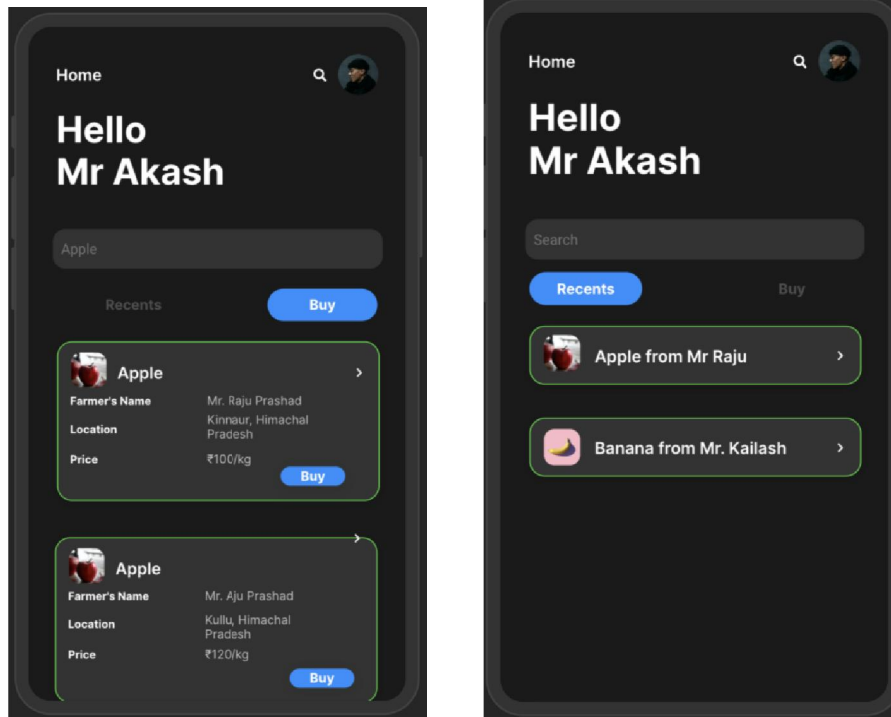 Home
Hello
Mr Akash
Apple
Recents Buy
Apple
Farmer's Name Mr. Raju Prashad
Location Kinnaur, Himachal
Pradesh
Price ₹100/kg
Buy
Apple
Farmer's Name Mr. Aju Prashad
Location Kullu, Himachal
Pradesh
Price ₹120/kg
Buy
Home
Hello
Mr Akash
Search
Recents Buy
Apple from Mr Raju
Banana from Mr. Kailash